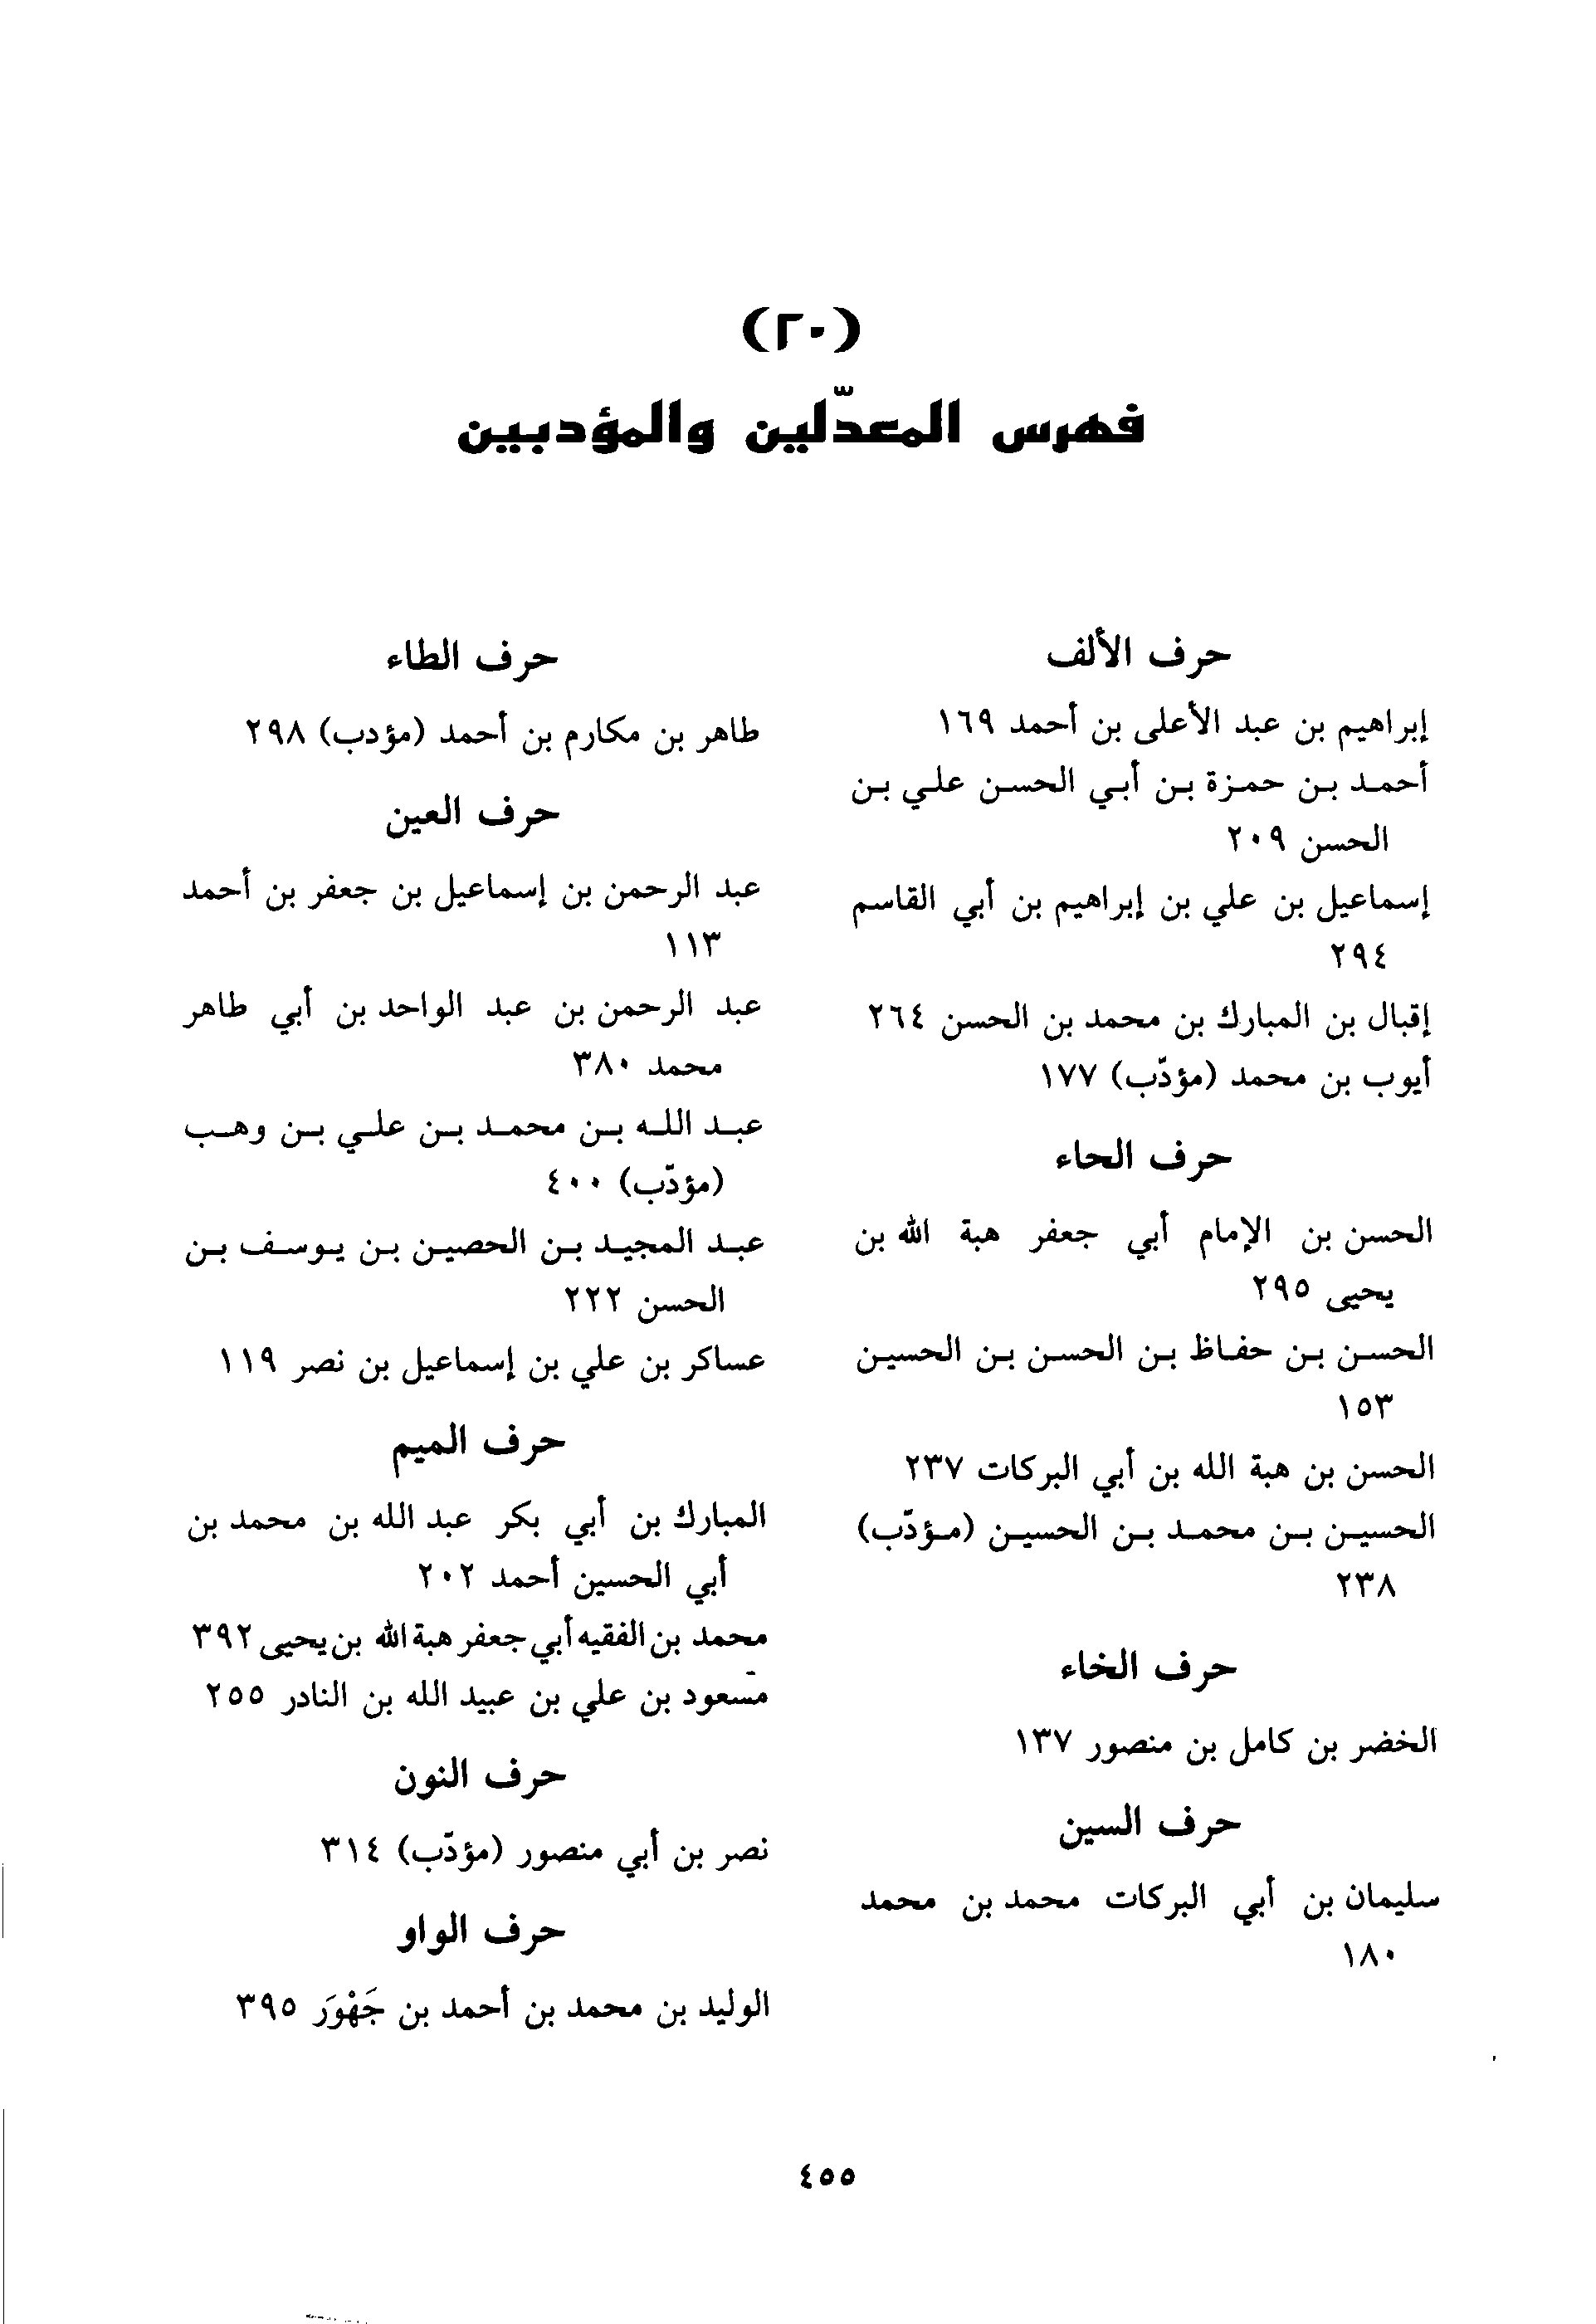 (٢٠)
فهرس المعدّلين والمؤدبين
حرف الألف
إبراهيم بن عبد الأعلى بن أحمد ١٦٩
أحمد بن حمزة بن أبي الحسن علي بن
الحسن ٢٠٩
إسماعيل بن علي بن إبراهيم بن أبي القاسم
٢٩٤
إقبال بن المبارك بن محمد بن الحسن ٢٦٤
أيوب بن محمد (مؤدّب) ١٧٧
حرف الحاء
الحسن بن الإمام أبي جعفر هبة الله بن
يحيى ٢٩٥
الحسن بن حفاظ بن الحسن بن الحسين
١٥٣
الحسن بن هبة الله بن أبي البركات ٢٣٧
الحسين بن محمد بن الحسين (مؤدّب)
٢٣٨
حرف الخاء
الخضر بن كامل بن منصور ١٣٧
حرف السين
سليمان بن أبي البركات محمد بن محمد
١٨٠
حرف الطاء
طاهر بن مكارم بن أحمد (مؤدب) ٢٩٨
حرف العين
عبد الرحمن بن إسماعيل بن جعفر بن أحمد
١١٣
عبد الرحمن بن عبد الواحد بن أبي طاهر
محمد ٣٨٠
عبد الله بن محمد بن علي بن وهب
(مؤدّب) ٤٠٠
عبد المجيد بن الحصين بن يوسف بن
الحسن ٢٢٢
عساكر بن علي بن إسماعيل بن نصر ١١٩
حرف الميم
المبارك بن أبي بكر عبد الله بن محمد بن
أبي الحسين أحمد ٢٠٢
محمد بن الفقيه أبي جعفر هبة الله بن يحيى ٣٩٢
مسعود بن علي بن عبيد الله بن النادر ٢٥٥
حرف النون
نصر بن أبي منصور (مؤدّب) ٣١٤
حرف الواو
الوليد بن محمد بن أحمد بن جَهْوَر ٣٩٥
٤٥٥